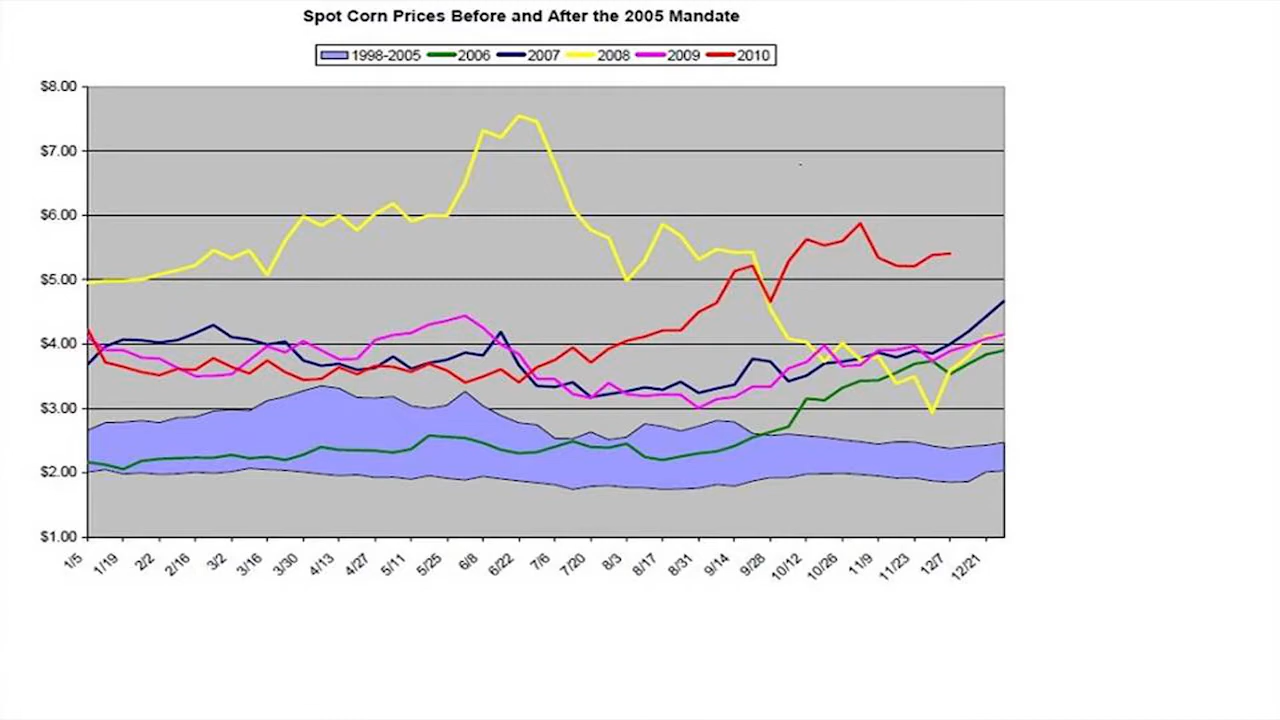 Spot Corn Prices Before and After the 2005 Mandate
1998-2005 2006 2007 2008 2009 2010
$8.00
$7.00
$6.00
$5.00
$4.00
$3.00
$2.00
$1.00
1/5 1/19 2/2 2/16 3/2 3/16 3/30 4/13 4/27 5/11 5/25 6/8 6/22 7/6 7/20 8/3 8/17 8/31 9/14 9/28 10/12 10/26 11/9 11/23 12/7 12/21